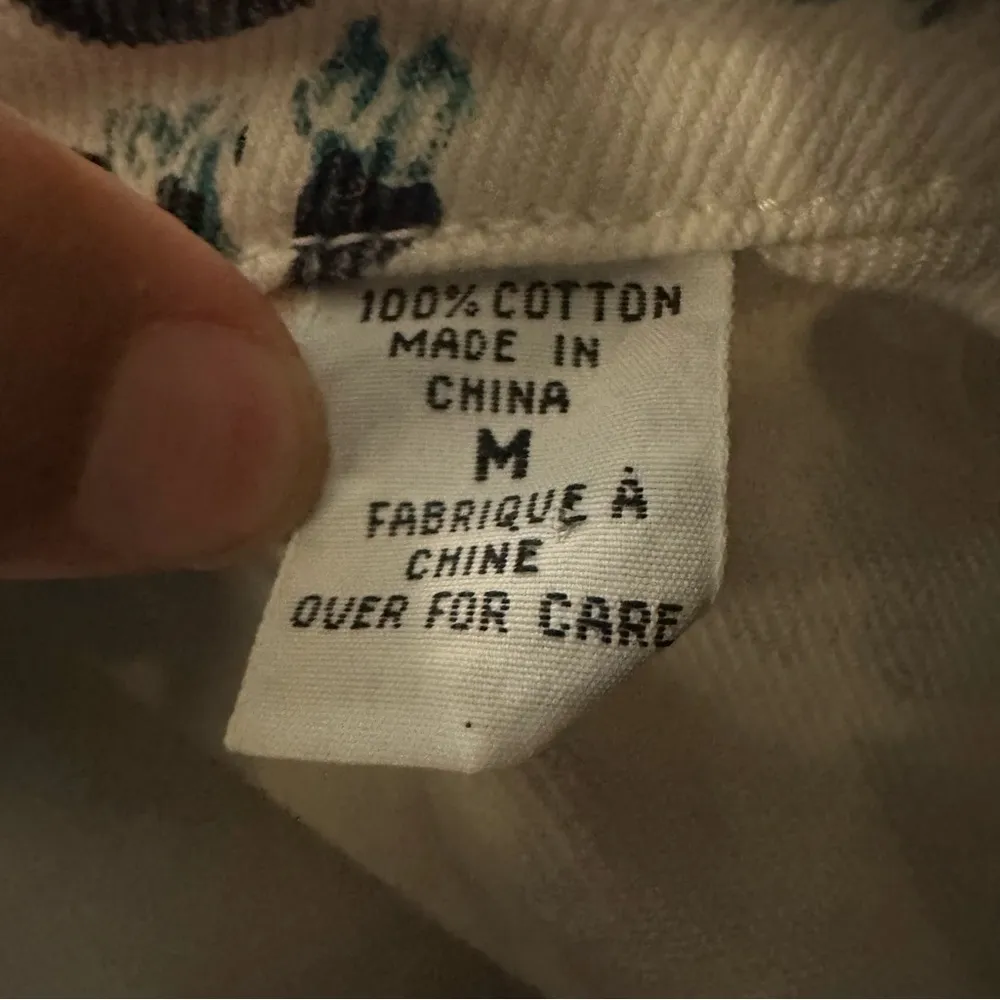 100% COTTON
MADE IN
CHINA
M
FABRIQUE À
CHINE
OVER FOR CARE